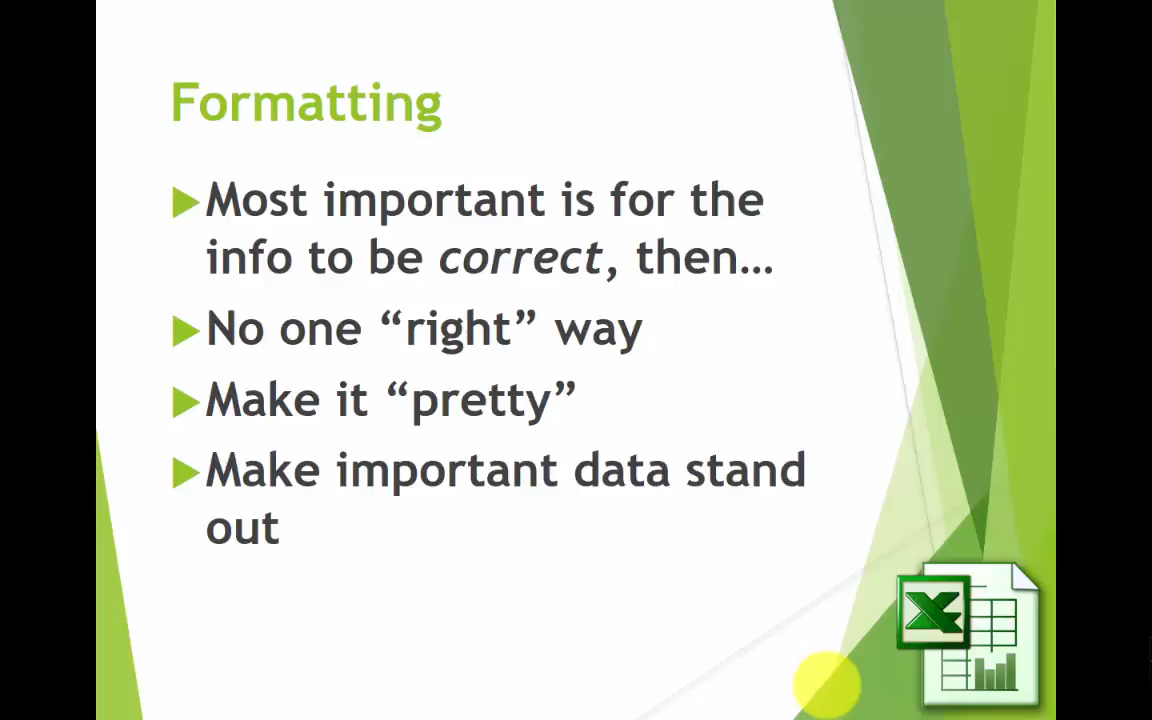 Formatting
Most important is for the
info to be correct, then…
No one “right” way
Make it “pretty”
Make important data stand
out
X